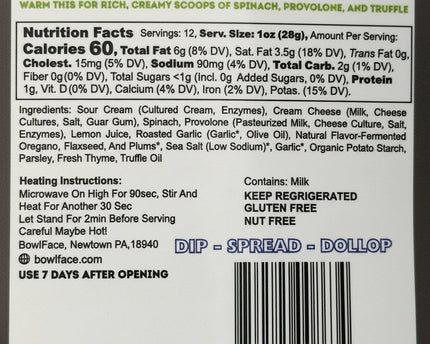 WARM THIS FOR RICH, CREAMY SCOOPS OF SPINACH, PROVOLONE, AND TRUFFLE
Nutrition Facts Servings: 12, Serv. Size: 1oz (28g), Amount Per Serving:
Calories 60, Total Fat 6g (8% DV), Sat. Fat 3.5g (18% DV), Trans Fat 0g,
Cholest. 15mg (5% DV), Sodium 90mg (4% DV), Total Carb. 2g (1% DV),
Fiber 0g(0% DV), Total Sugars <1g (Incl. 0g Added Sugars, 0% DV), Protein
1g, Vit. D(0% DV), Calcium (4% DV), Iron (2% DV), Potas. (15% DV).
Ingredients: Sour Cream (Cultured Cream, Enzymes), Cream Cheese (Milk, Cheese
Cultures, Salt, Guar Gum), Spinach, Provolone (Pasteurized Milk, Cheese Culture, Salt,
Enzymes), Lemon Juice, Roasted Garlic (Garlic*, Olive Oil), Natural Flavor-Fermented
Oregano, Flaxseed, And Plums*, Sea Salt (Low Sodium)*, Garlic*, Organic Potato Starch,
Parsley, Fresh Thyme, Truffle Oil
Heating Instructions:
Microwave On High For 90sec, Stir And
Heat For Another 30 Sec
Let Stand For 2min Before Serving
Careful Maybe Hot!
BowlFace, Newtown PA,18940
bowlface.com
USE 7 DAYS AFTER OPENING
Contains: Milk
KEEP REGRIGERATED
GLUTEN FREE
NUT FREE
DIP - SPREAD - DOLLOP